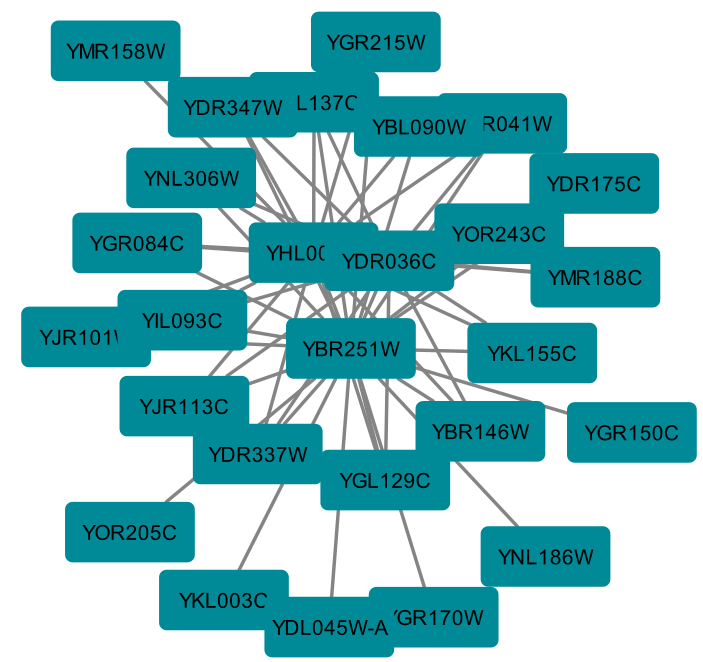 YGR215W
YMR158W
YDR347W
L137C
YBL090W
R041W
YNL306W
YDR175C
YGR084C
YOR243C
YHL00
YDR036C
YMR188C
YIL093C
YJR101
YBR251W
YKL155C
YJR113C
YBR146W
YGR150C
YDR337W
YGL129C
YOR205C
YNL186W
YKL003C
YDL045W-A
YGR170W